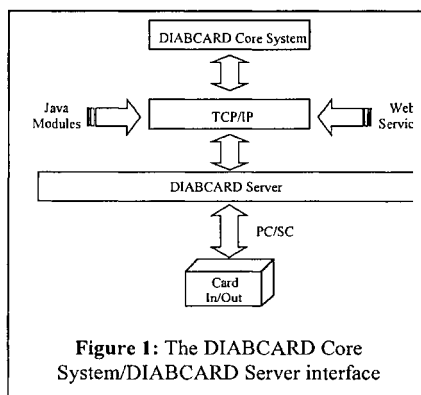 DIABCARD Core System
Java
Modules
TCP/IP
Web
Servic
DIABCARD Server
PC/SC
Card
In/Out
Figure 1: The DIABCARD Core
System/DIABCARD Server interface